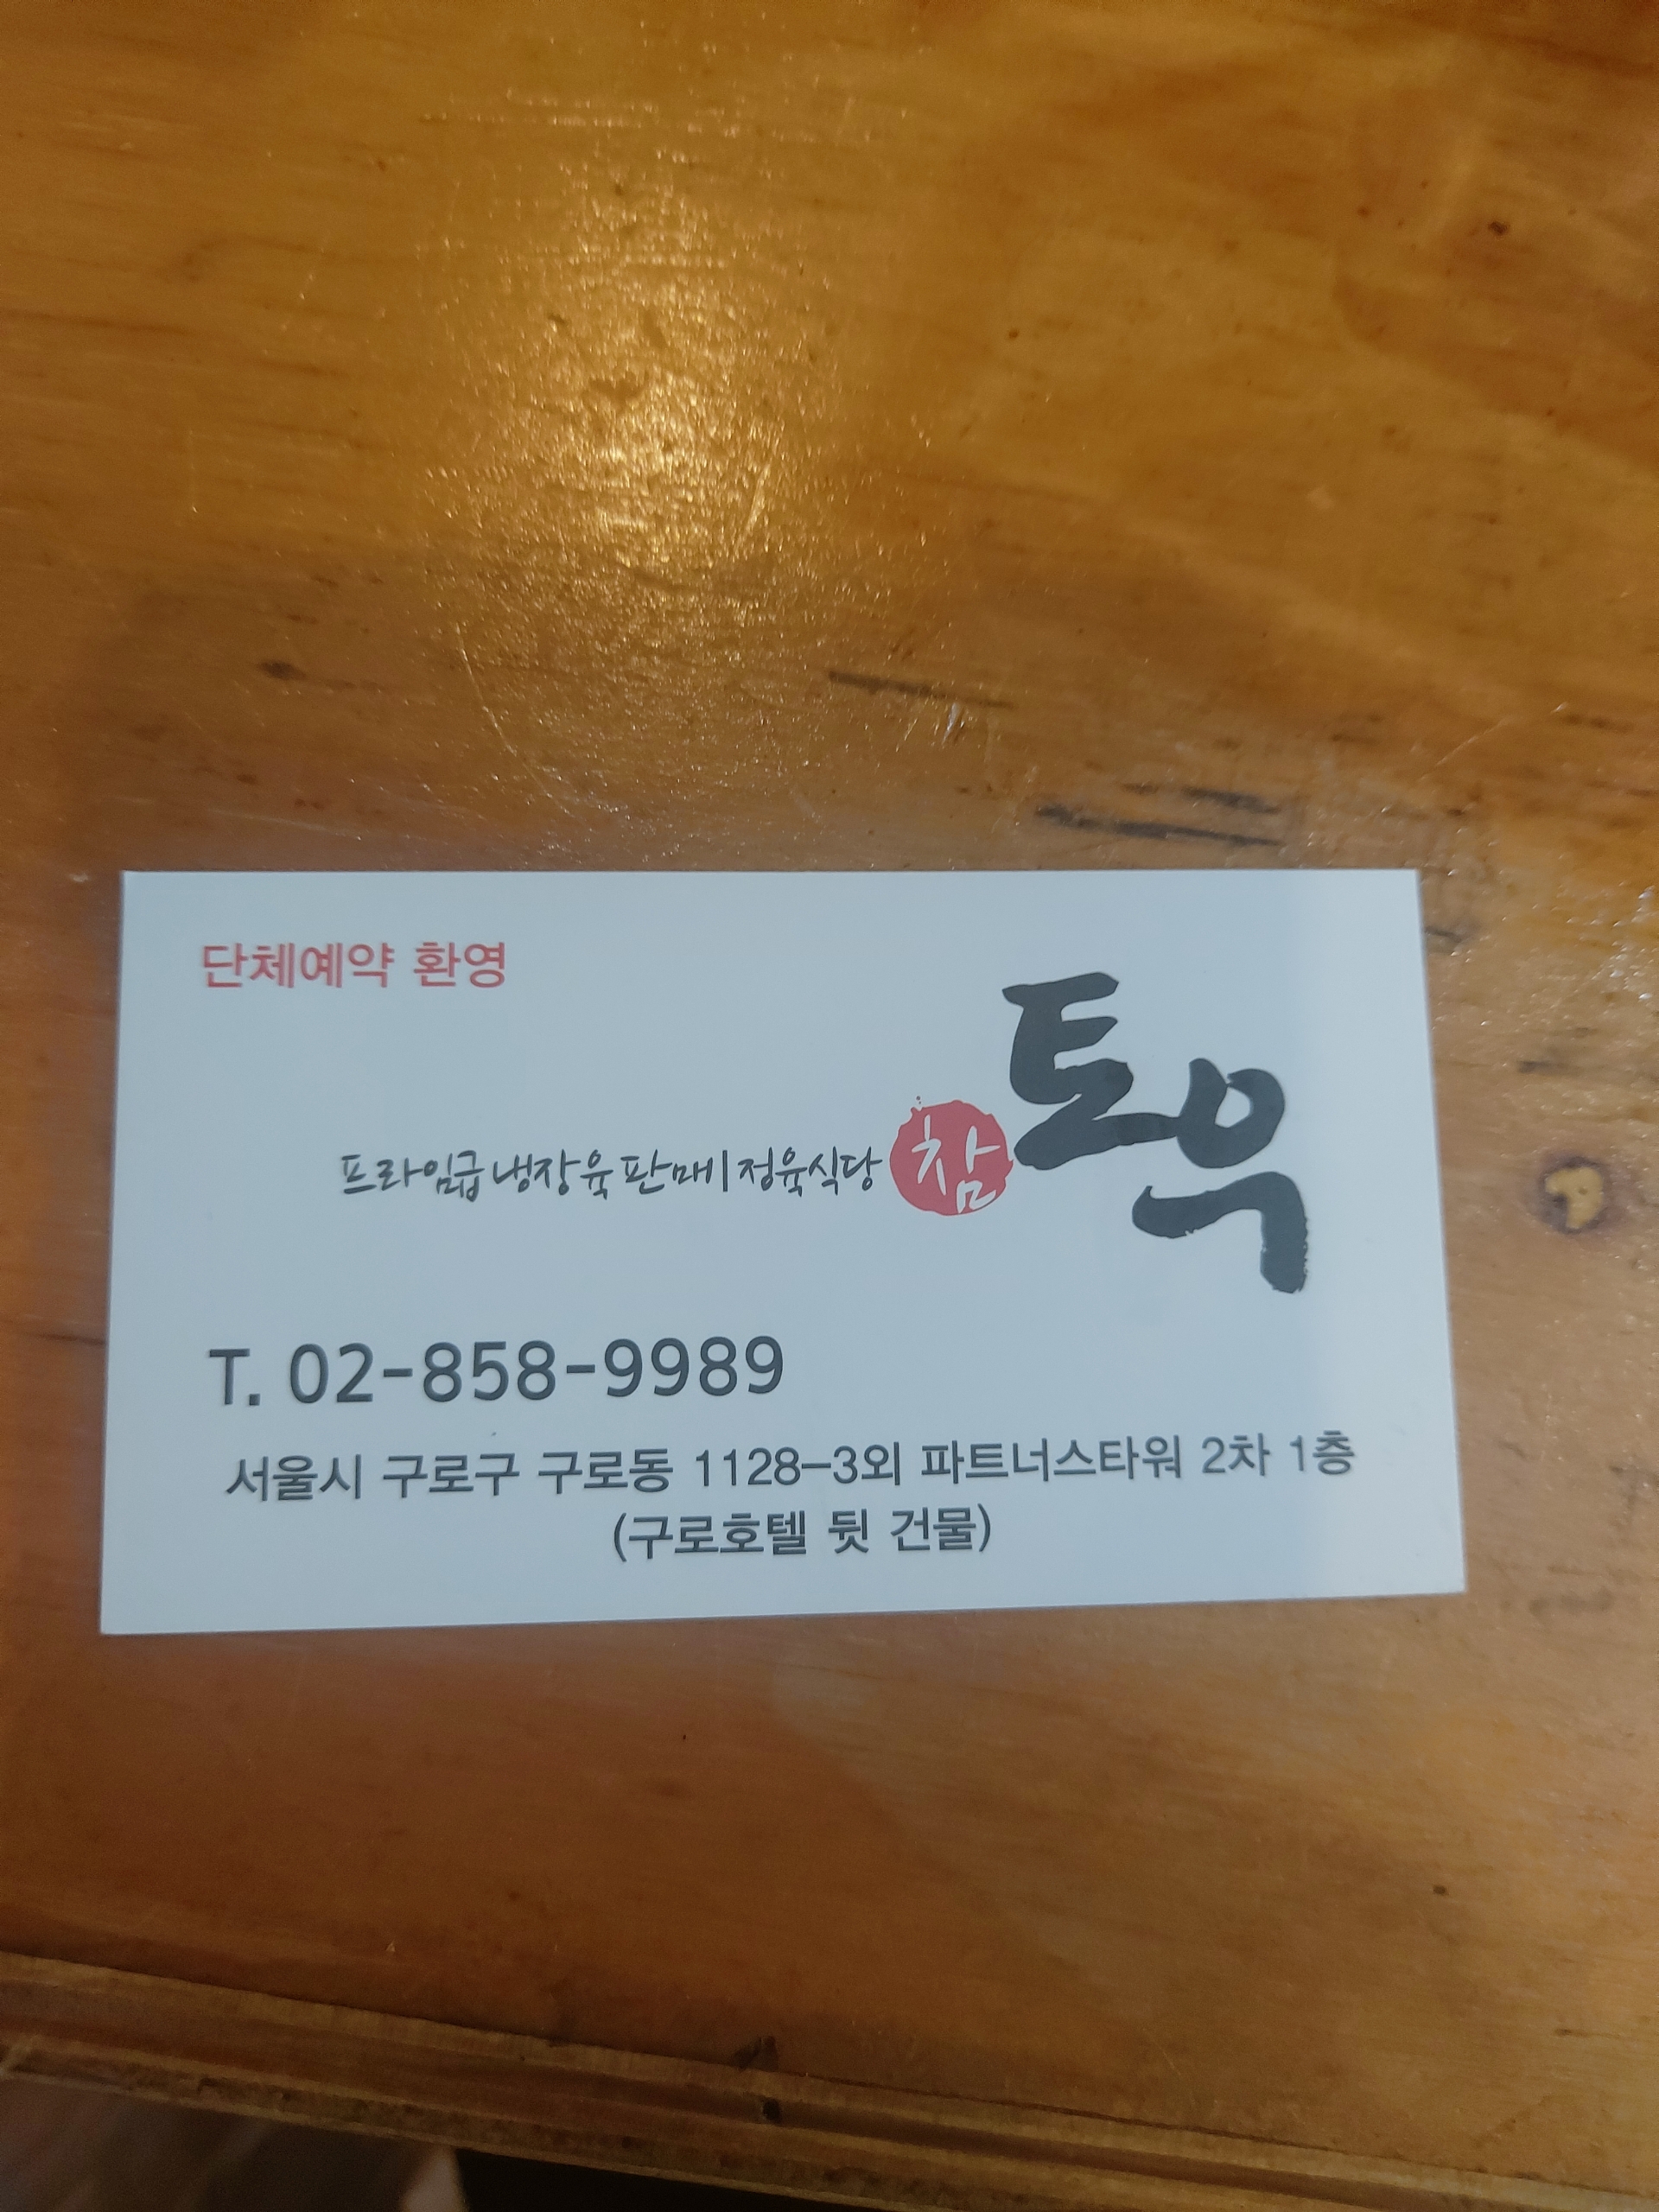 단체예약 환영
프라임급 냉장육 판매 정육식당 참 토우
T. 02-858-9989
서울시 구로구 구로동 1128-3외 파트너스타워 2차 1층
(구로호텔 뒷 건물)